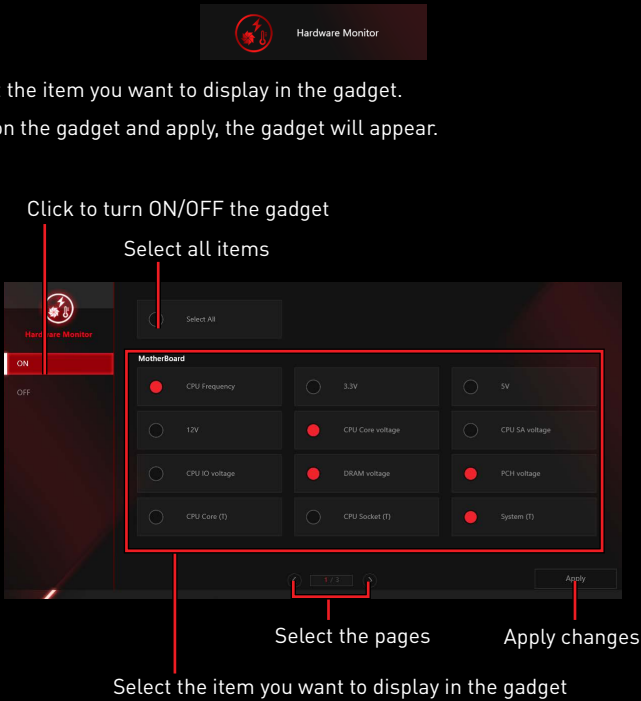 Hardware Monitor
the item you want to display in the gadget.
on the gadget and apply, the gadget will appear.
Click to turn ON/OFF the gadget
Select all items
Select All
Hardware Monitor
ON
OFF
MotherBoard
CPU Frequency
3.3V
5V
12V
CPU Core voltage
CPU SA voltage
CPU IO voltage
DRAM voltage
PCH voltage
CPU Core (T)
CPU Socket (T)
System (T)
1 / 3
Apply
Select the pages
Apply changes
Select the item you want to display in the gadget